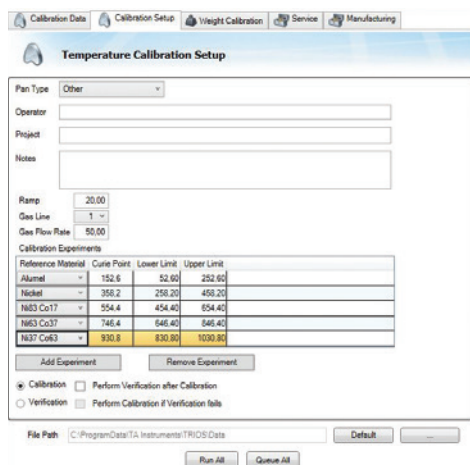 Calibration Data Calibration Setup Weight Calibration Service Manufacturing
Temperature Calibration Setup
Pan Type Other
Operator
Project
Notes
Ramp 20,00
Gas Line 1
Gas Flow Rate 50,00
Calibration Experiments
Reference Material Curie Point Lower Limit Upper Limit
Alumel 152,6 52,60 252,60
Nickel 358,2 258,20 458,20
Ni83 Co17 554,4 454,40 654,40
Ni63 Co37 746,4 646,40 846,40
Ni37 Co63 930,8 830,80 1030,80
Add Experiment Remove Experiment
Calibration Perform Verification after Calibration
Verification Perform Calibration if Verification fails
File Path C:\ProgramData\TA Instruments\TRIOS\Data Default ...
Run All Queue All